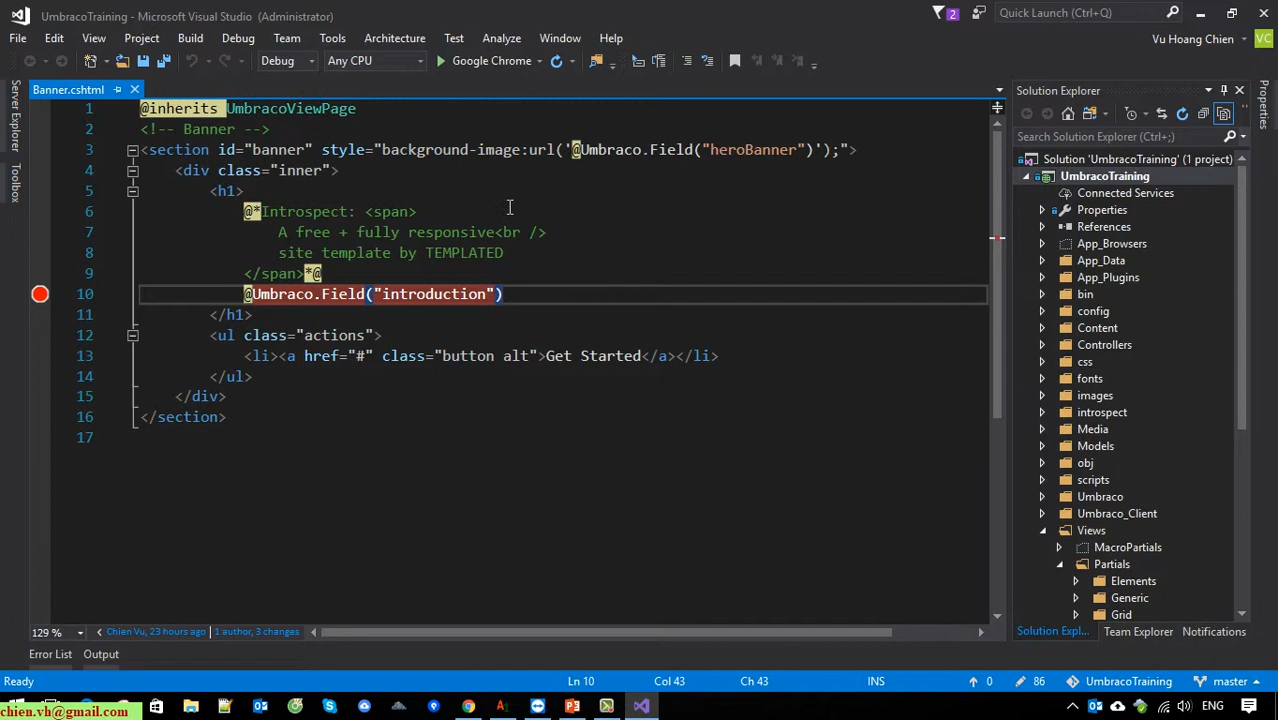 UmbracoTraining - Microsoft Visual Studio (Administrator)
2
Quick Launch (Ctrl+Q)
File Edit View Project Build Debug Team Tools Architecture Test Analyze Window Help
Vu Hoang Chien
VC
Debug
Any CPU
Google Chrome
Server Explorer
Toolbox
Banner.cshtml
1 @inherits UmbracoViewPage
2 <!-- Banner -->
3 <section id="banner" style="background-image:url('@Umbraco.Field("heroBanner")');">
4 <div class="inner">
5 <h1>
6 @*Introspect: <span>
7 A free + fully responsive<br />
8 site template by TEMPLATED
9 </span>*@
10 @Umbraco.Field("introduction")
11 </h1>
12 <ul class="actions">
13 <li><a href="#" class="button alt">Get Started</a></li>
14 </ul>
15 </div>
16 </section>
17
129 %
Chien Vu, 23 hours ago | 1 author, 3 changes
Solution Explorer
Search Solution Explorer (Ctrl+;)
Solution 'UmbracoTraining' (1 project)
UmbracoTraining
Connected Services
Properties
References
App_Browsers
App_Data
App_Plugins
bin
config
Content
Controllers
css
fonts
images
introspect
Media
Models
obj
scripts
Umbraco
Umbraco_Client
Views
MacroPartials
Partials
Elements
Generic
Grid
Solution Expl... Team Explorer Notifications
Error List Output
Ready
Ln 10
Col 43
Ch 43
INS
0
86
UmbracoTraining
master
ENG
chien.vh@gmail.com